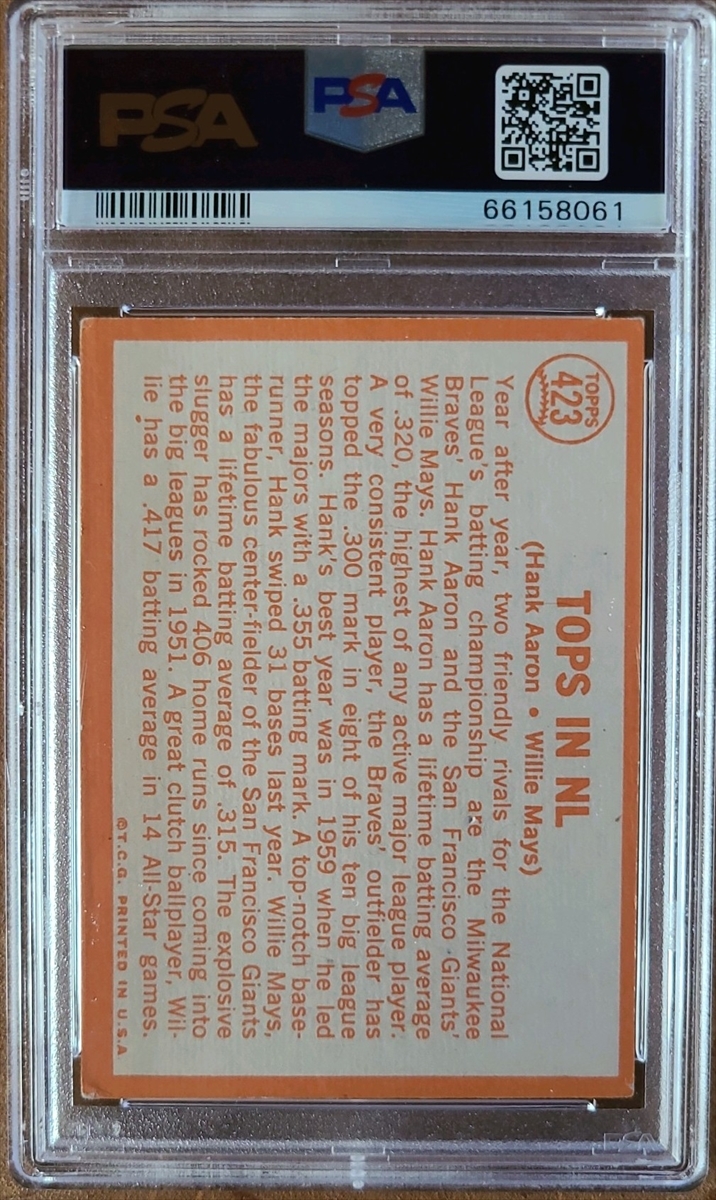 PSA
PSA
66158061
TOPPS
423
TOPS IN NL
(Hank Aaron • Willie Mays)
Year after year, two friendly rivals for the National
League's batting championship are the Milwaukee
Braves' Hank Aaron and the San Francisco Giants'
Willie Mays. Hank Aaron has a lifetime batting average
of .320, the highest of any active major league player.
A very consistent player, the Braves' outfielder has
topped the .300 mark in eight of his ten big league
seasons. Hank's best year was in 1959 when he led
the majors with a .355 batting mark. A top-notch base-
runner, Hank swiped 31 bases last year. Willie Mays,
the fabulous center-fielder of the San Francisco Giants
has a lifetime batting average of .315. The explosive
slugger has rocked 406 home runs since coming into
the big leagues in 1951. A great clutch ballplayer, Wil-
lie has a .417 batting average in 14 All-Star games.
©T.C.G. PRINTED IN U.S.A
PSA